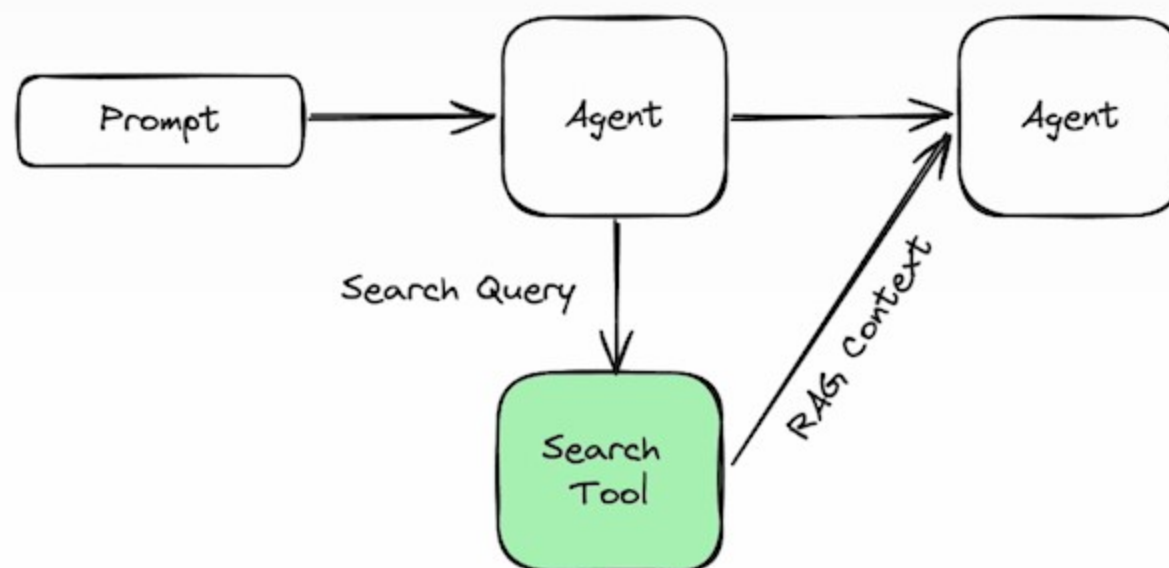 Prompt
Agent
Agent
Search Query
RAG Context
Search
Tool